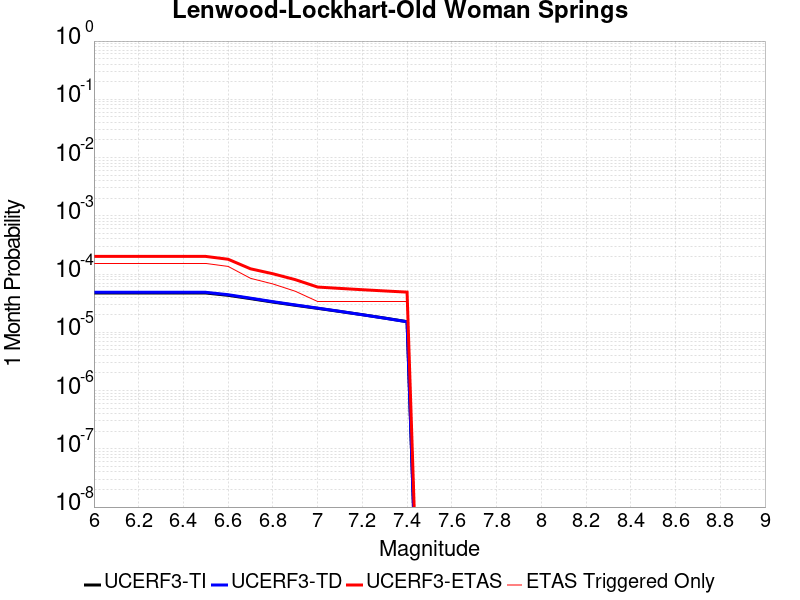 Lenwood-Lockhart-Old Woman Springs
1 Month Probability
10^0
10^-1
10^-2
10^-3
10^-4
10^-5
10^-6
10^-7
10^-8
6 6.2 6.4 6.6 6.8 7 7.2 7.4 7.6 7.8 8 8.2 8.4 8.6 8.8 9
Magnitude
UCERF3-TI UCERF3-TD UCERF3-ETAS ETAS Triggered Only